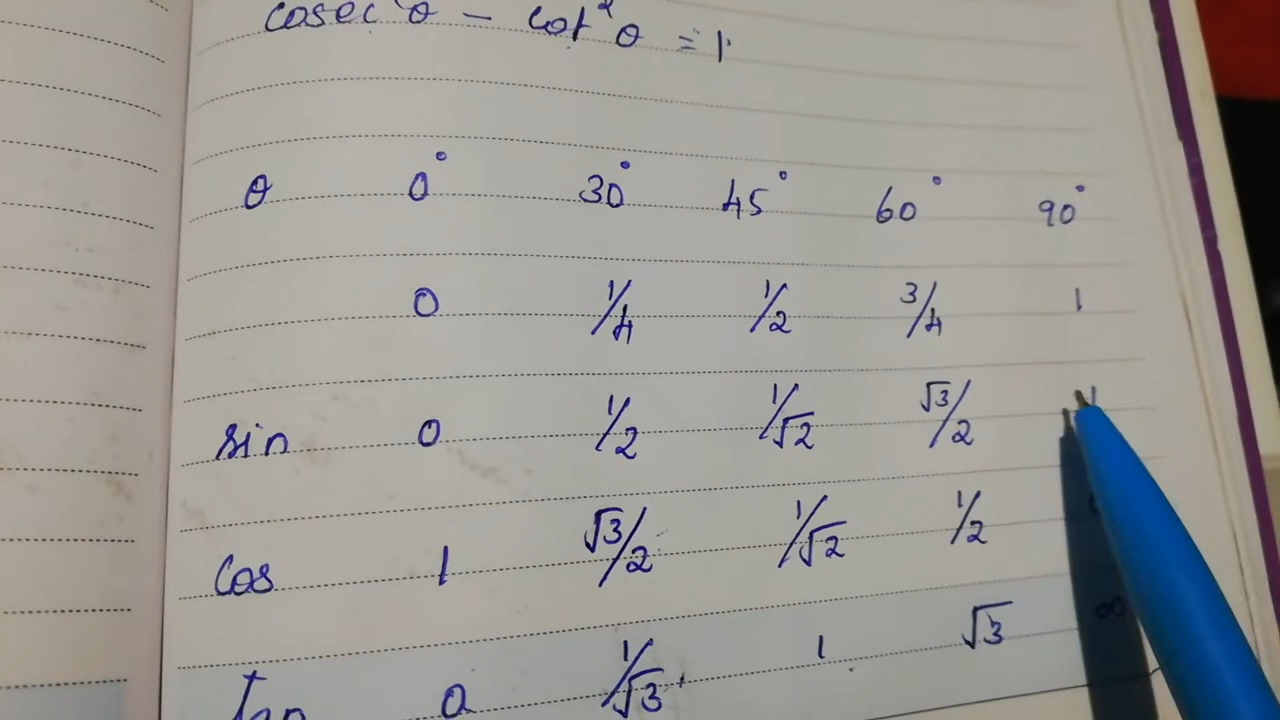 cosec²θ - cot²θ = 1
θ 0° 30° 45° 60° 90°
0 1/4 1/2 3/4 1
sin 0 1/2 1/√2 √3/2 1
cos 1 √3/2 1/√2 1/2
tan 0 1/√3 1 √3 ∞